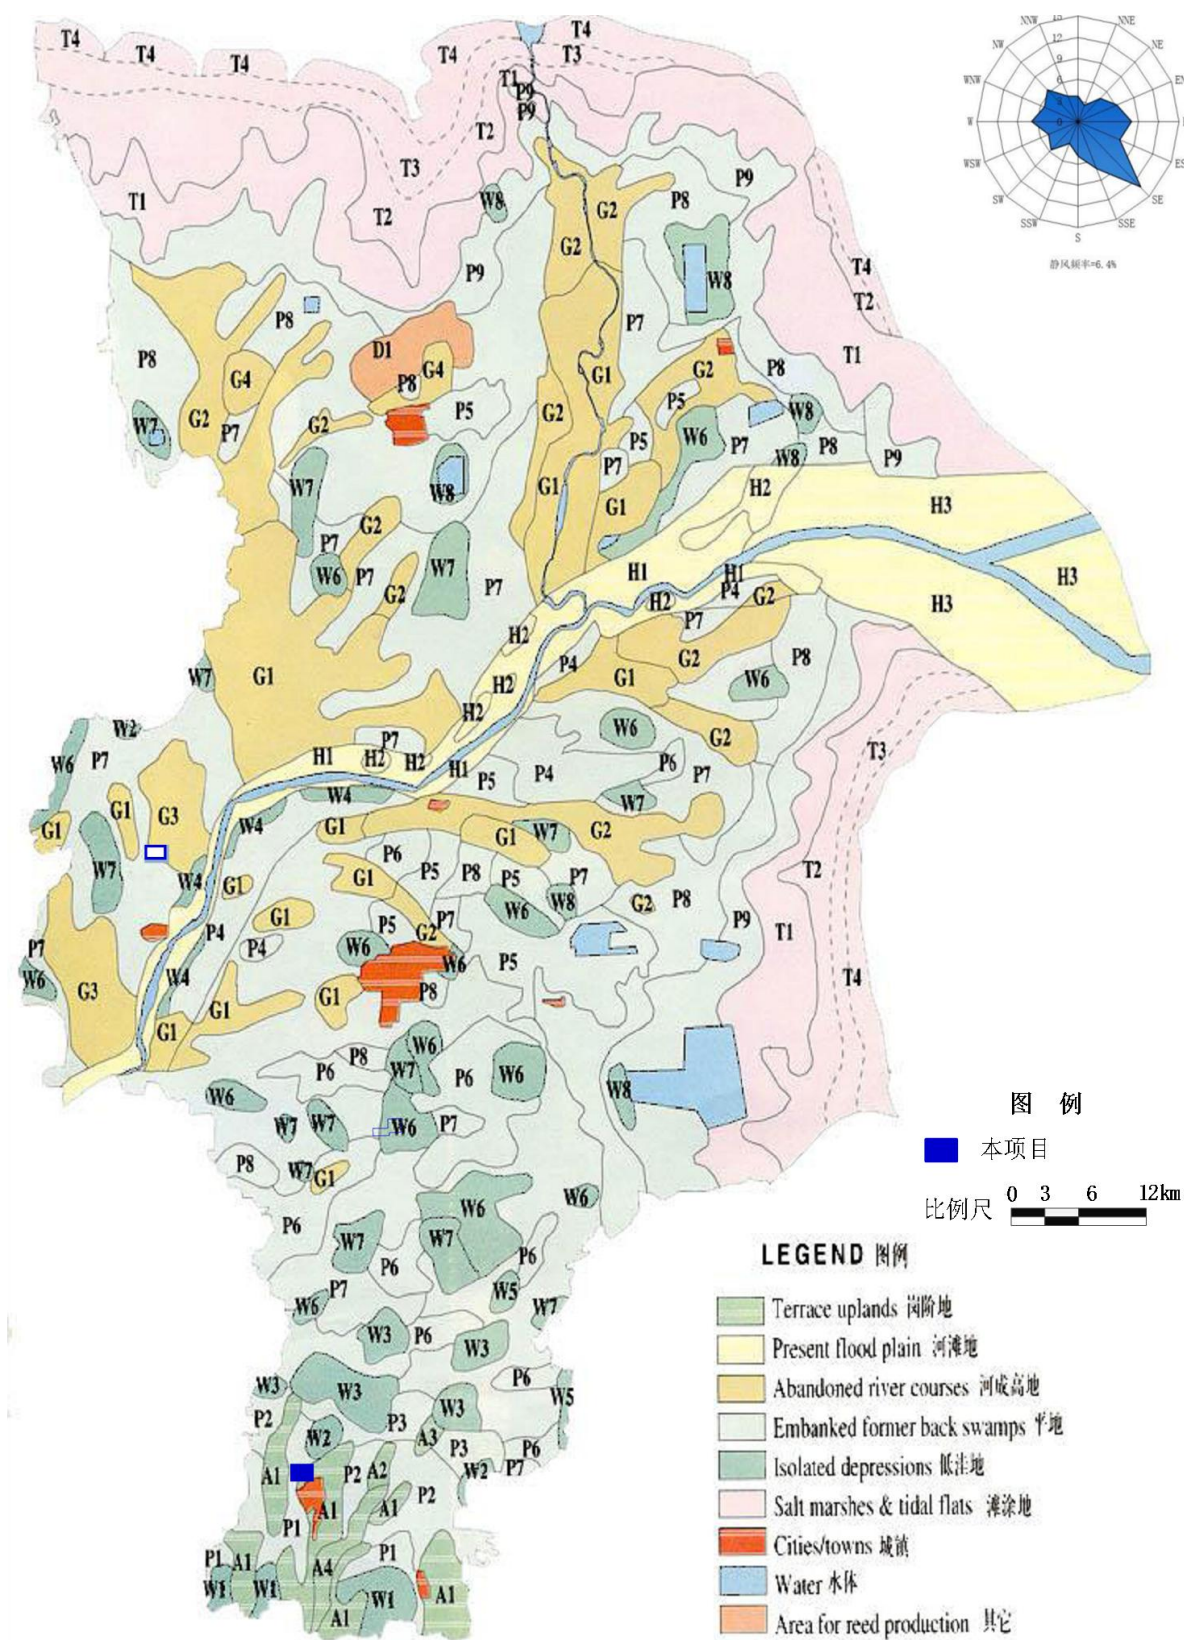 T4 T4 T4 T4 T4
T3
T1 P9
P9
T2
T3
T1
T2
W8
P9
P8
G2
G2
W8
P9
T4
T2
NNW 15 NNE
12
NW 9 NE
6
WNW 3
W 0
WSW
SW SE
SSW SSE
S
静风频率=6.4%
P8
P8
P7
D1
G4
G4
P8
G1
G2
P8
T1
P5
P5
G2
P7
G2
G2
W7
W8
P5
W6
P7
P8
P7
W8
P9
W7
W8
G1
G1
H2
H3
G2
P7
W6
P7
W7
G2
P7
H1
H1
P4
G2
H2
P7
H3
H3
H2
P4
G2
P8
W7
G1
H2
G1
W6
H2
W2
W6
G2
P7
H1
H2
H2
H1
T3
W6
P7
P5
P4
P6
P7
W4
W7
G1
G1
G3
W4
G1
G1
W7
G2
P6
P5
P8
P5
P7
T2
W7
W4
G1
G1
W6
W8
G2
P8
P9
G1
P4
P4
P5
P7
G2
T1
P7
W6
W6
W6
P5
W4
G3
G1
G1
P8
T4
G1
W6
P8
P6
W7
P6
W6
W8
W6
W7
W7
W6
P7
P8
W7
G1
W6
W6
P6
W7
W7
P6
P6
P7
W5
W6
W7
W3
P6
W3
图 例
本项目
比例尺 0 3 6 12km
W3
W3
P6
W5
P2
P3
W3
W2
A3
P3
P6
A1
P2
A2
W2
P7
A1
A1
P2
P1
P1
A1
A4
P1
W1
W1
W1
A1
A1
LEGEND 图例
Terrace uplands 岗阶地
Present flood plain 河滩地
Abandoned river courses 河成高地
Embanked former back swamps 平地
Isolated depressions 低洼地
Salt marshes & tidal flats 滩涂地
Cities/towns 城镇
Water 水体
Area for reed production 其它